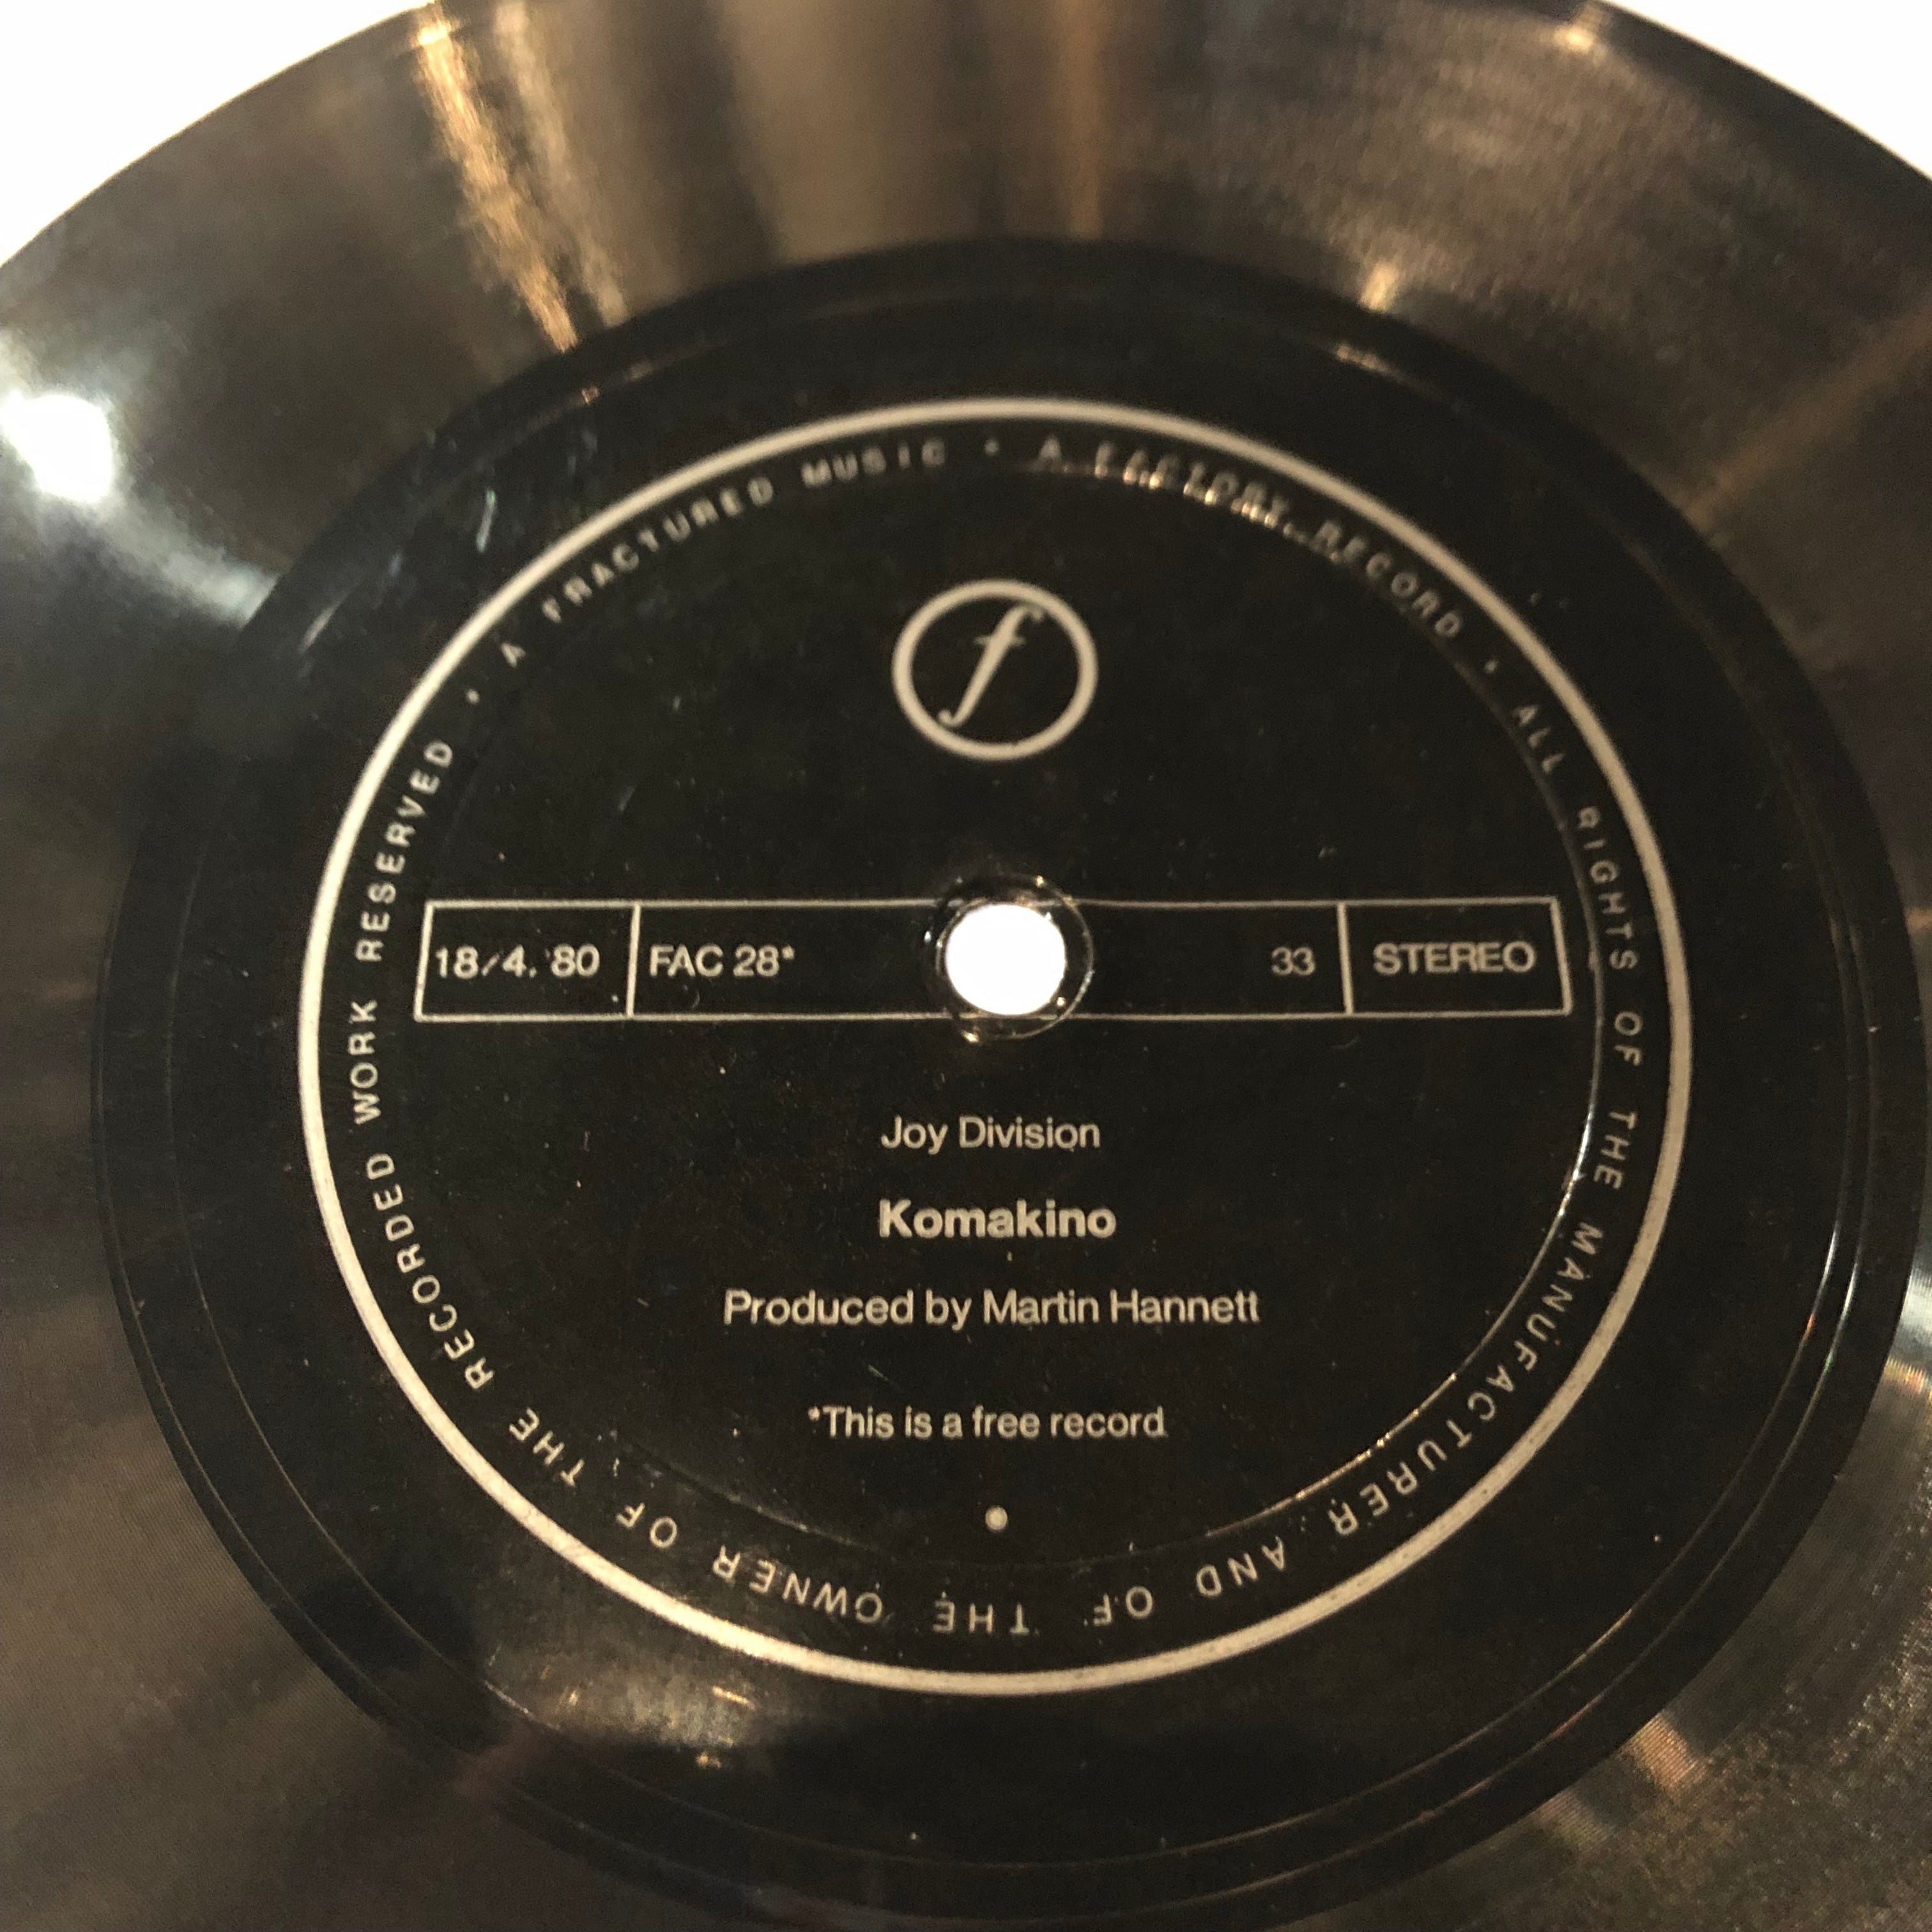 A FRACTURED MUSIC • A FACTORY RECORD • ALL RIGHTS OF THE MANUFACTURER AND OF THE OWNER OF THE RECORDED WORK RESERVED •
f
18/4.'80 FAC 28* 33 STEREO
Joy Division
Komakino
Produced by Martin Hannett
*This is a free record